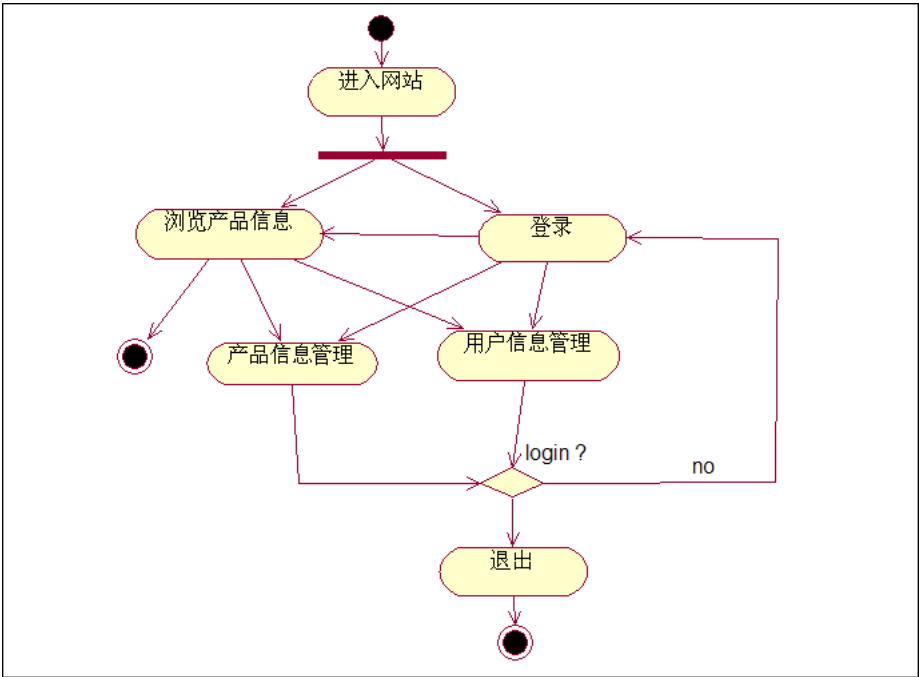 进入网站
浏览产品信息
登录
产品信息管理
用户信息管理
login ?
no
退出